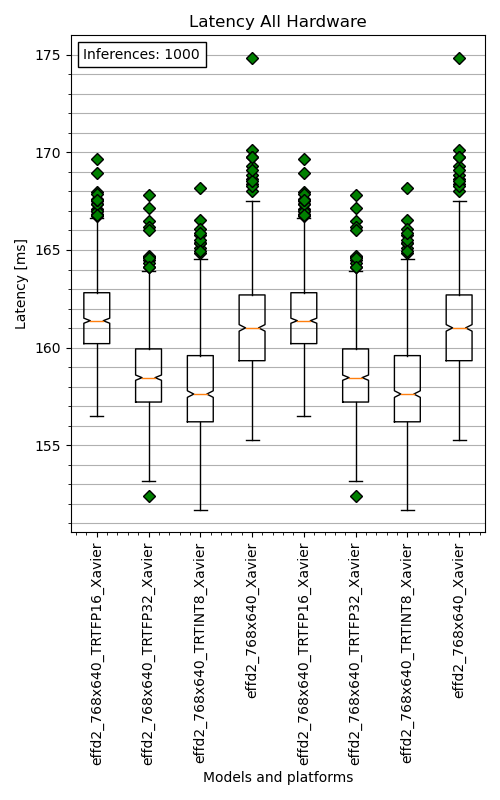 Latency All Hardware
Inferences: 1000
175
170
165
160
155
Latency [ms]
effd2_768x640_TRTFP16_Xavier
effd2_768x640_TRTFP32_Xavier
effd2_768x640_TRTINT8_Xavier
effd2_768x640_Xavier
effd2_768x640_TRTFP16_Xavier
effd2_768x640_TRTFP32_Xavier
effd2_768x640_TRTINT8_Xavier
effd2_768x640_Xavier
Models and platforms